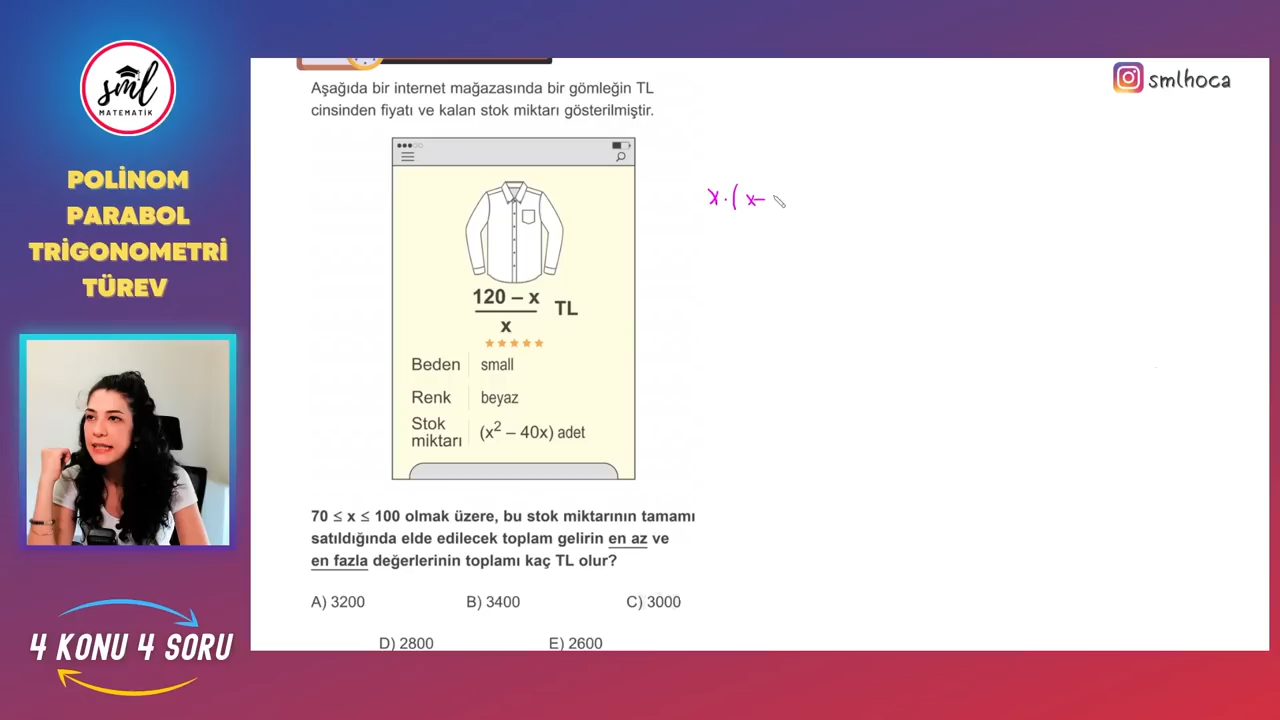 sml
MATEMATİK
POLİNOM
PARABOL
TRİGONOMETRİ
TÜREV
4 KONU 4 SORU
smlhoca
Aşağıda bir internet mağazasında bir gömleğin TL
cinsinden fiyatı ve kalan stok miktarı gösterilmiştir.
120 – x
x
TL
Beden small
Renk beyaz
Stok miktarı (x² – 40x) adet
x·(x–
70 ≤ x ≤ 100 olmak üzere, bu stok miktarının tamamı
satıldığında elde edilecek toplam gelirin en az ve
en fazla değerlerinin toplamı kaç TL olur?
A) 3200 B) 3400 C) 3000
D) 2800 E) 2600